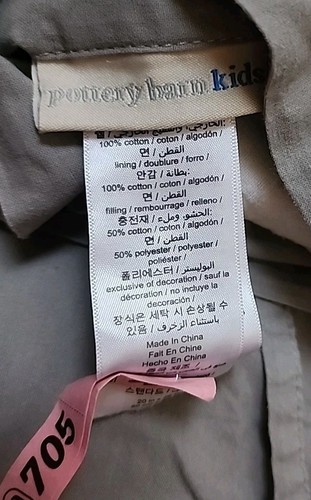 pottery barn kids
100% cotton / coton / algodón /
면 / القطن
lining / doublure / forro /
안감 / بطانة:
100% cotton / coton / algodón /
면 / القطن
filling / rembourrage / relleno /
충전재 / الحشو، وملء:
50% cotton / coton / algodón /
면 / القطن
50% polyester / polyester /
poliéster /
폴리에스터 / البوليستر
exclusive of decoration / sauf la
décoration / no incluye la
decoración /
장식은 세탁 시 손상될 수
있음 / باستثناء الزخرف
Made In China
Fait En Chine
Hecho En China
705